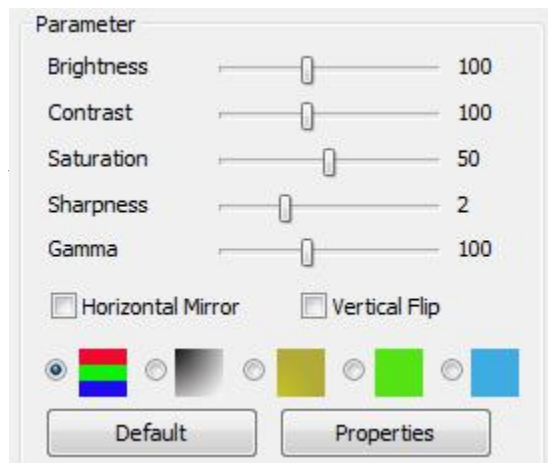 Parameter
Brightness 100
Contrast 100
Saturation 50
Sharpness 2
Gamma 100
Horizontal Mirror Vertical Flip
Default Properties